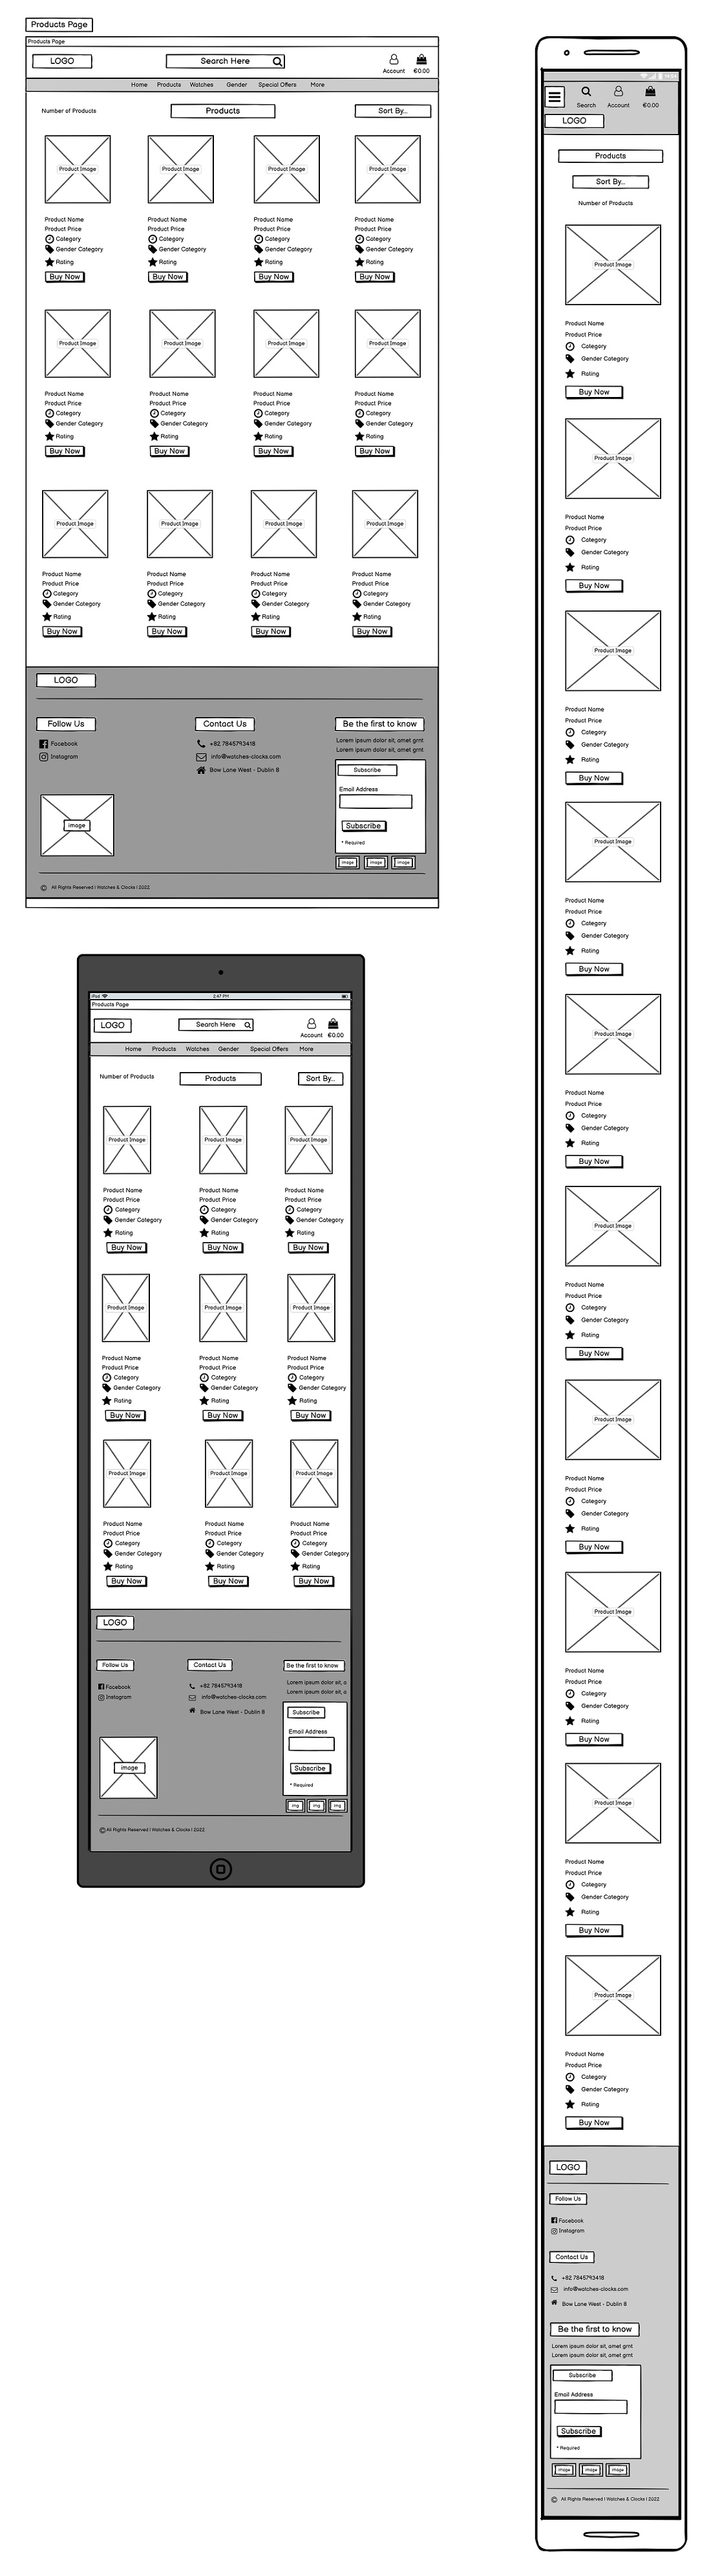 Products Page
Products Page
LOGO
Search Here
Account
€0.00
Home Products Watches Gender Special Offers More
Number of Products
Products
Sort By...
Product Image Product Image Product Image Product Image
Product Name Product Name Product Name Product Name
Product Price Product Price Product Price Product Price
Category Category Category Category
Gender Category Gender Category Gender Category Gender Category
Rating Rating Rating Rating
Buy Now Buy Now Buy Now Buy Now
Product Image Product Image Product Image Product Image
Product Name Product Name Product Name Product Name
Product Price Product Price Product Price Product Price
Category Category Category Category
Gender Category Gender Category Gender Category Gender Category
Rating Rating Rating Rating
Buy Now Buy Now Buy Now Buy Now
Product Image Product Image Product Image Product Image
Product Name Product Name Product Name Product Name
Product Price Product Price Product Price Product Price
Category Category Category Category
Gender Category Gender Category Gender Category Gender Category
Rating Rating Rating Rating
Buy Now Buy Now Buy Now Buy Now
LOGO
Follow Us
Facebook
Instagram
image
Contact Us
+82 7845793418
info@watches-clocks.com
Bow Lane West - Dublin 8
Be the first to know
Lorem ipsum dolor sit, amet grnt
Lorem ipsum dolor sit, amet grnt
Subscribe
Email Address
Subscribe
* Required
image image image
© All Rights Reserved | Watches & Clocks | 2022
iPad 2:47 PM
Products Page
LOGO
Search Here
Account €0.00
Home Products Watches Gender Special Offers More
Number of Products
Products
Sort By...
Product Image Product Image Product Image
Product Name Product Name Product Name
Product Price Product Price Product Price
Category Category Category
Gender Category Gender Category Gender Category
Rating Rating Rating
Buy Now Buy Now Buy Now
Product Image Product Image Product Image
Product Name Product Name Product Name
Product Price Product Price Product Price
Category Category Category
Gender Category Gender Category Gender Category
Rating Rating Rating
Buy Now Buy Now Buy Now
Product Image Product Image Product Image
Product Name Product Name Product Name
Product Price Product Price Product Price
Category Category Category
Gender Category Gender Category Gender Category
Rating Rating Rating
Buy Now Buy Now Buy Now
LOGO
Follow Us
Facebook
Instagram
image
Contact Us
+82 7845793418
info@watches-clocks.com
Bow Lane West - Dublin 8
Be the first to know
Lorem ipsum dolor sit, a
Lorem ipsum dolor sit, a
Subscribe
Email Address
Subscribe
* Required
img img img
© All Rights Reserved | Watches & Clocks | 2022
Search Account €0.00
LOGO
Products
Sort By...
Number of Products
Product Image
Product Name
Product Price
Category
Gender Category
Rating
Buy Now
Product Image
Product Name
Product Price
Category
Gender Category
Rating
Buy Now
Product Image
Product Name
Product Price
Category
Gender Category
Rating
Buy Now
Product Image
Product Name
Product Price
Category
Gender Category
Rating
Buy Now
Product Image
Product Name
Product Price
Category
Gender Category
Rating
Buy Now
Product Image
Product Name
Product Price
Category
Gender Category
Rating
Buy Now
Product Image
Product Name
Product Price
Category
Gender Category
Rating
Buy Now
Product Image
Product Name
Product Price
Category
Gender Category
Rating
Buy Now
Product Image
Product Name
Product Price
Category
Gender Category
Rating
Buy Now
Product Image
Product Name
Product Price
Category
Gender Category
Rating
Buy Now
LOGO
Follow Us
Facebook
Instagram
Contact Us
+82 7845793418
info@watches-clocks.com
Bow Lane West - Dublin 8
Be the first to know
Lorem ipsum dolor sit, amet grnt
Lorem ipsum dolor sit, amet grnt
Subscribe
Email Address
Subscribe
* Required
image image image
© All Rights Reserved | Watches & Clocks | 2022